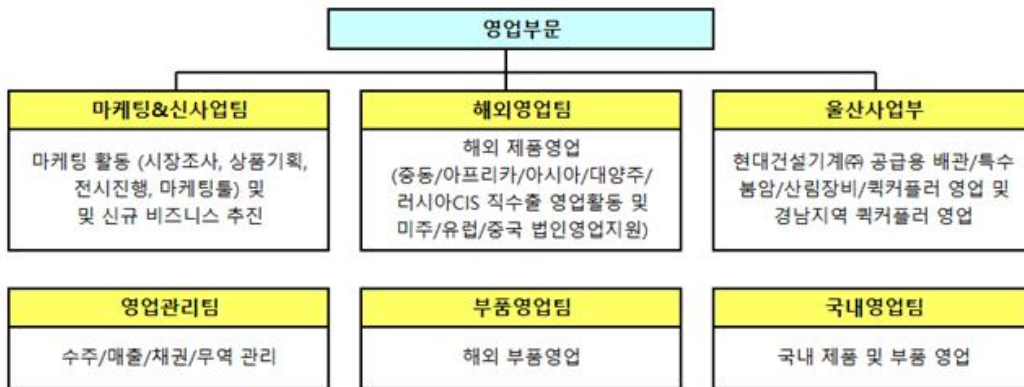 영업부문
마케팅&신사업팀
마케팅 활동 (시장조사, 상품기획,
전시진행, 마케팅툴) 및
및 신규 비즈니스 추진
해외영업팀
해외 제품영업
(중동/아프리카/아시아/대양주/
러시아CIS 직수출 영업활동 및
미주/유럽/중국 법인영업지원)
울산사업부
현대건설기계㈜ 공급용 배관/특수
붐암/산림장비/퀵커플러 영업 및
경남지역 퀵커플러 영업
영업관리팀
수주/매출/채권/무역 관리
부품영업팀
해외 부품영업
국내영업팀
국내 제품 및 부품 영업